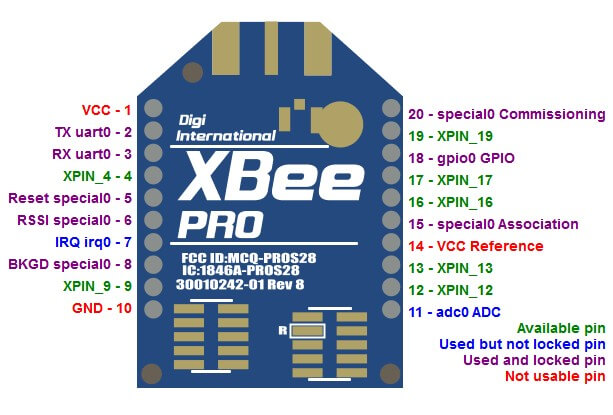 VCC - 1
TX uart0 - 2
RX uart0 - 3
XPIN_4 - 4
Reset special0 - 5
RSSI special0 - 6
IRQ irq0 - 7
BKGD special0 - 8
XPIN_9 - 9
GND - 10
Digi
International
XBee
PRO
FCC ID:MCQ-PROS28
IC:1846A-PROS28
30010242-01 Rev 8
R
20 - special0 Commissioning
19 - XPIN_19
18 - gpio0 GPIO
17 - XPIN_17
16 - XPIN_16
15 - special0 Association
14 - VCC Reference
13 - XPIN_13
12 - XPIN_12
11 - adc0 ADC
Available pin
Used but not locked pin
Used and locked pin
Not usable pin